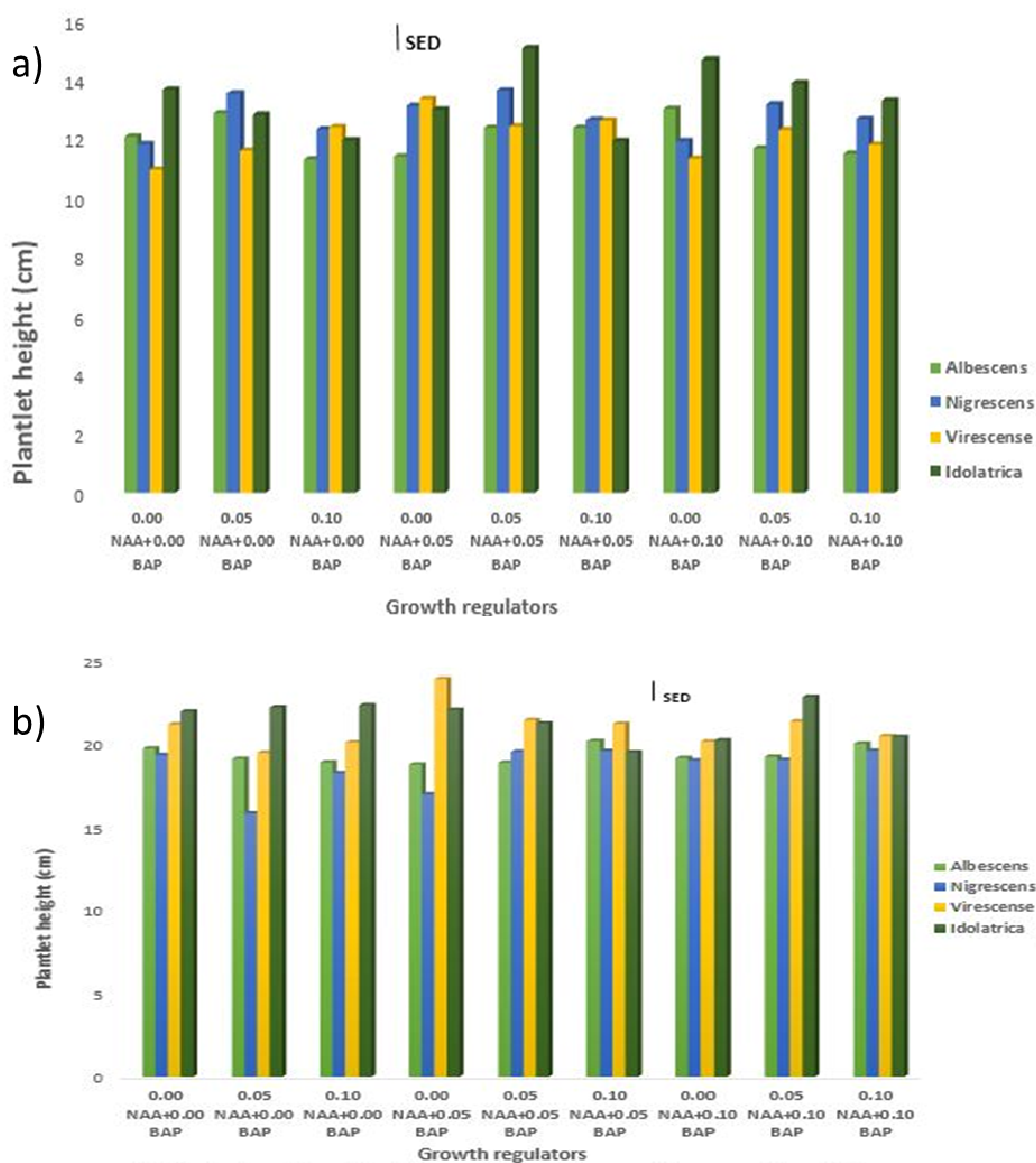 a)
SED
16
14
12
10
8
6
4
2
0
Plantlet height (cm)
0.00 0.05 0.10 0.00 0.05 0.10 0.00 0.05 0.10
NAA+0.00 NAA+0.00 NAA+0.00 NAA+0.05 NAA+0.05 NAA+0.05 NAA+0.10 NAA+0.10 NAA+0.10
BAP BAP BAP BAP BAP BAP BAP BAP BAP
Growth regulators
Albescens
Nigrescens
Virescense
Idolatrica
b)
SED
25
20
15
10
5
0
Plantlet height (cm)
0.00 0.05 0.10 0.00 0.05 0.10 0.00 0.05 0.10
NAA+0.00 NAA+0.00 NAA+0.00 NAA+0.05 NAA+0.05 NAA+0.05 NAA+0.10 NAA+0.10 NAA+0.10
BAP BAP BAP BAP BAP BAP BAP BAP BAP
Growth regulators
Albescens
Nigrescens
Virescense
Idolatrica